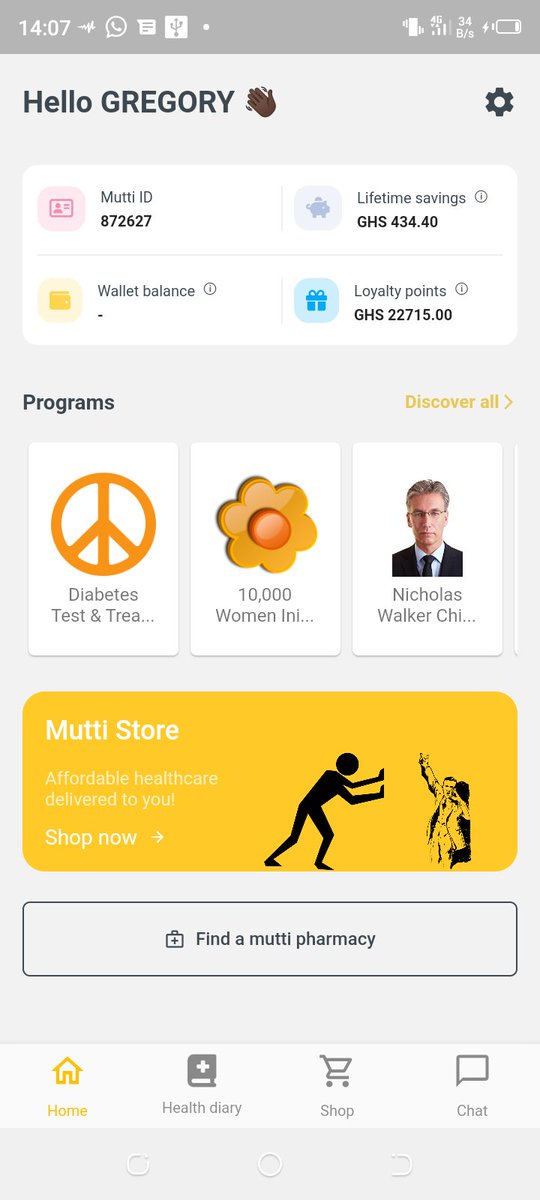 14:07
4G
34
B/s
Hello GREGORY 👋🏿
Mutti ID
872627
Lifetime savings
GHS 434.40
Wallet balance
-
Loyalty points
GHS 22715.00
Programs
Discover all
Diabetes
Test & Trea...
10,000
Women Ini...
Nicholas
Walker Chi...
Mutti Store
Affordable healthcare
delivered to you!
Shop now →
Find a mutti pharmacy
Home
Health diary
Shop
Chat